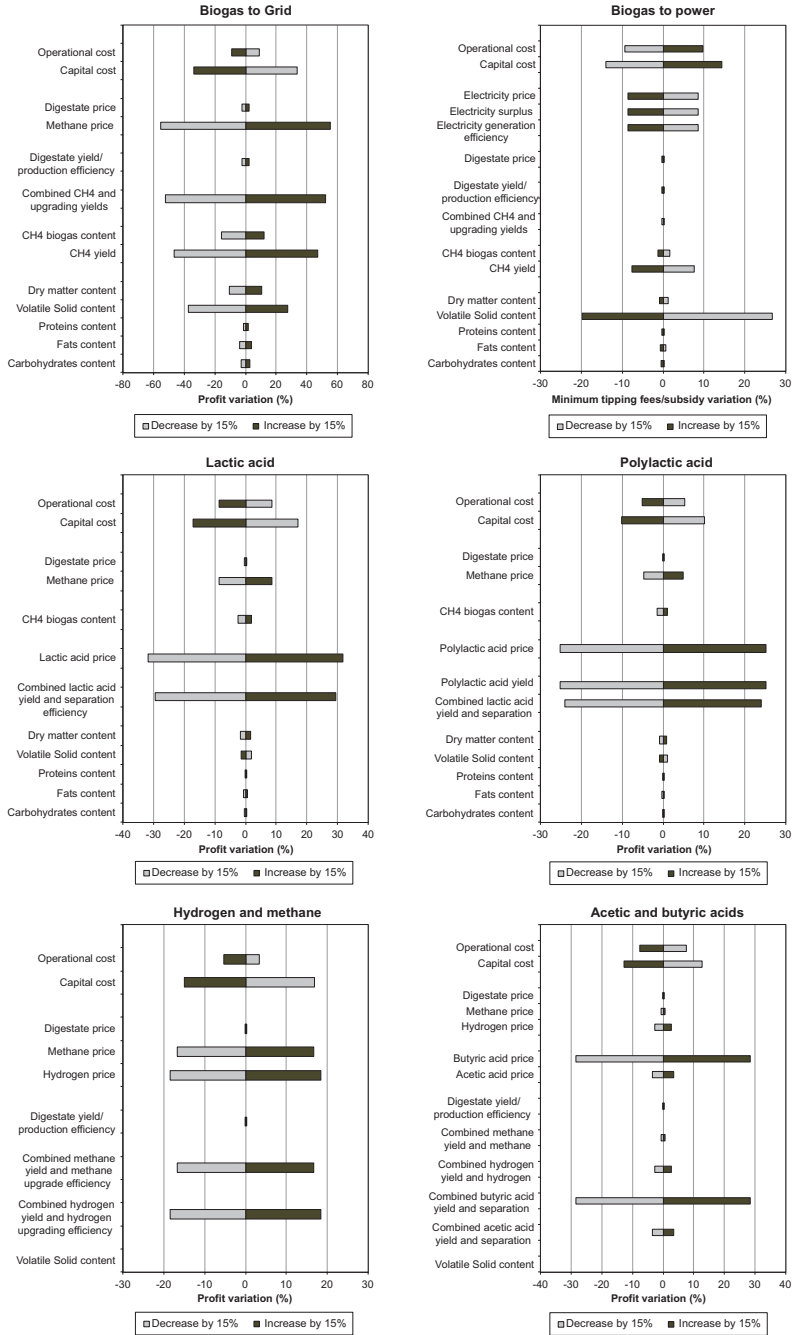 Biogas to Grid
Operational cost
Capital cost
Digestate price
Methane price
Digestate yield/
production efficiency
Combined CH4 and
upgrading yields
CH4 biogas content
CH4 yield
Dry matter content
Volatile Solid content
Proteins content
Fats content
Carbohydrates content
-80 -60 -40 -20 0 20 40 60 80
Profit variation (%)
Decrease by 15% Increase by 15%
Biogas to power
Operational cost
Capital cost
Electricity price
Electricity surplus
Electricity generation
efficiency
Digestate price
Digestate yield/
production efficiency
Combined CH4 and
upgrading yields
CH4 biogas content
CH4 yield
Dry matter content
Volatile Solid content
Proteins content
Fats content
Carbohydrates content
-30 -20 -10 0 10 20 30
Minimum tipping fees/subsidy variation (%)
Decrease by 15% Increase by 15%
Lactic acid
Operational cost
Capital cost
Digestate price
Methane price
CH4 biogas content
Lactic acid price
Combined lactic acid
yield and separation
efficiency
Dry matter content
Volatile Solid content
Proteins content
Fats content
Carbohydrates content
-40 -30 -20 -10 0 10 20 30 40
Profit variation (%)
Decrease by 15% Increase by 15%
Polylactic acid
Operational cost
Capital cost
Digestate price
Methane price
CH4 biogas content
Polylactic acid price
Polylactic acid yield
Combined lactic acid
yield and separation
Dry matter content
Volatile Solid content
Proteins content
Fats content
Carbohydrates content
-30 -20 -10 0 10 20 30
Profit variation (%)
Decrease by 15% Increase by 15%
Hydrogen and methane
Operational cost
Capital cost
Digestate price
Methane price
Hydrogen price
Digestate yield/
production efficiency
Combined methane
yield and methane
upgrade efficiency
Combined hydrogen
yield and hydrogen
upgrading efficiency
Volatile Solid content
-30 -20 -10 0 10 20 30
Profit variation (%)
Decrease by 15% Increase by 15%
Acetic and butyric acids
Operational cost
Capital cost
Digestate price
Methane price
Hydrogen price
Butyric acid price
Acetic acid price
Digestate yield/
production efficiency
Combined methane
yield and methane
Combined hydrogen
yield and hydrogen
Combined butyric acid
yield and separation
Combined acetic acid
yield and separation
Volatile Solid content
-40 -30 -20 -10 0 10 20 30 40
Profit variation (%)
Decrease by 15% Increase by 15%